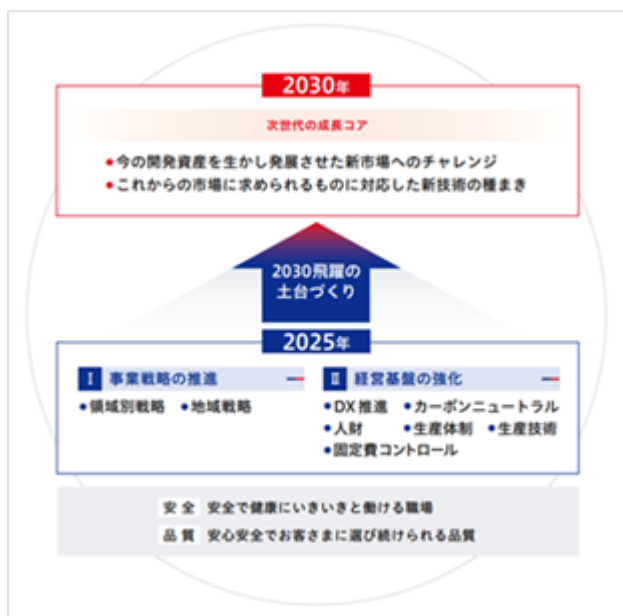 2030年
次世代の成長コア
●今の開発資産を生かし発展させた新市場へのチャレンジ
●これからの市場に求められるものに対応した新技術の種まき
2030飛躍の
土台づくり
2025年
Ⅰ 事業戦略の推進
●領域別戦略 ●地域戦略
Ⅱ 経営基盤の強化
●DX推進 ●カーボンニュートラル
●人財 ●生産体制 ●生産技術
●固定費コントロール
安全 安全で健康にいきいきと働ける職場
品質 安心安全でお客さまに選び続けられる品質